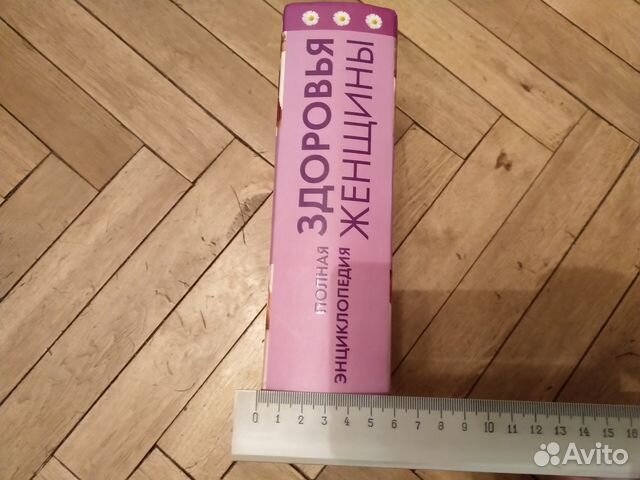 ПОЛНАЯ
ЭНЦИКЛОПЕДИЯ
ЗДОРОВЬЯ
ЖЕНЩИНЫ
0 1 2 3 4 5 6 7 8 9 10 11 12 13 14 15 16
Avito